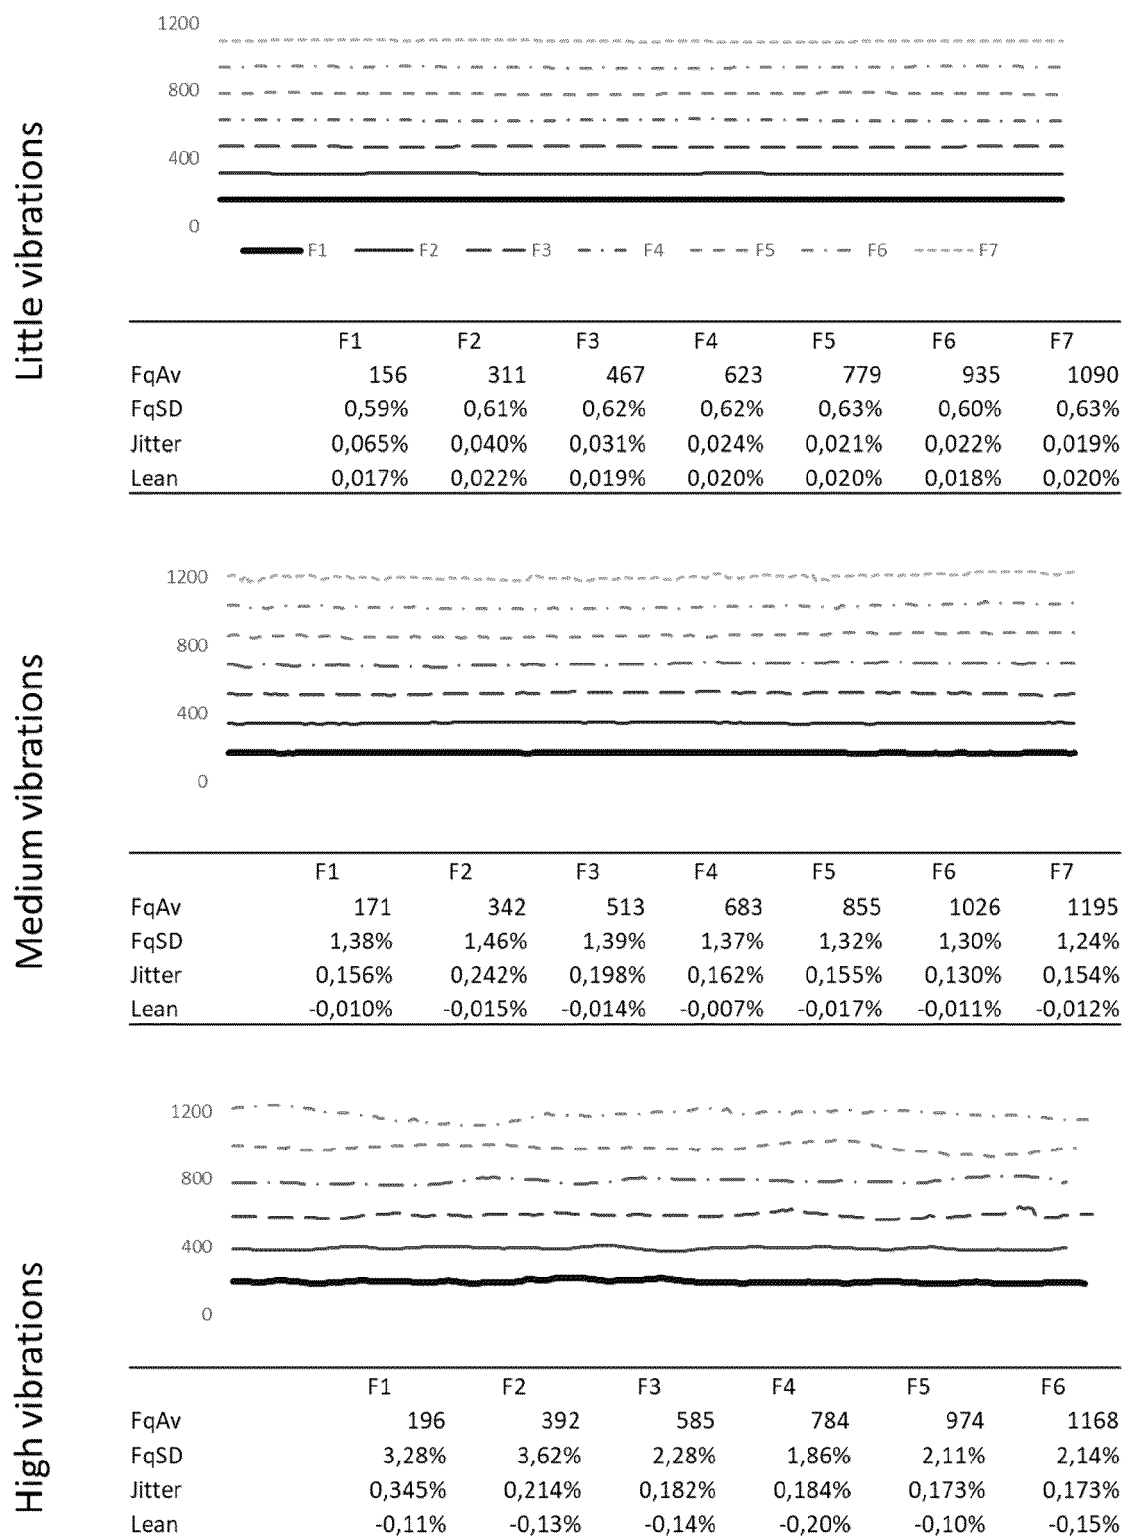 Little vibrations
1200
800
400
0
F1 F2 F3 F4 F5 F6 F7
F1 F2 F3 F4 F5 F6 F7
FqAv 156 311 467 623 779 935 1090
FqSD 0,59% 0,61% 0,62% 0,62% 0,63% 0,60% 0,63%
Jitter 0,065% 0,040% 0,031% 0,024% 0,021% 0,022% 0,019%
Lean 0,017% 0,022% 0,019% 0,020% 0,020% 0,018% 0,020%
Medium vibrations
1200
800
400
0
F1 F2 F3 F4 F5 F6 F7
FqAv 171 342 513 683 855 1026 1195
FqSD 1,38% 1,46% 1,39% 1,37% 1,32% 1,30% 1,24%
Jitter 0,156% 0,242% 0,198% 0,162% 0,155% 0,130% 0,154%
Lean -0,010% -0,015% -0,014% -0,007% -0,017% -0,011% -0,012%
High vibrations
1200
800
400
0
F1 F2 F3 F4 F5 F6
FqAv 196 392 585 784 974 1168
FqSD 3,28% 3,62% 2,28% 1,86% 2,11% 2,14%
Jitter 0,345% 0,214% 0,182% 0,184% 0,173% 0,173%
Lean -0,11% -0,13% -0,14% -0,20% -0,10% -0,15%